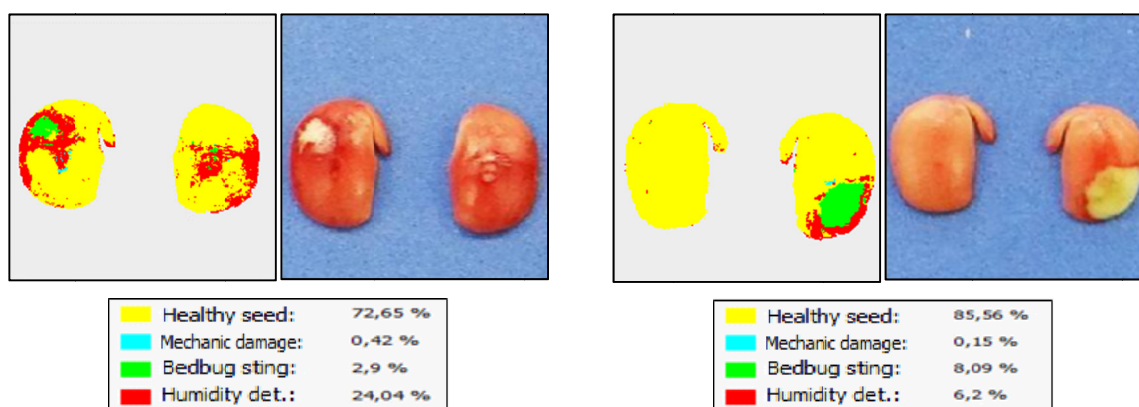 Healthy seed: 72,65 %
Mechanic damage: 0,42 %
Bedbug sting: 2,9 %
Humidity det.: 24,04 %
Healthy seed: 85,56 %
Mechanic damage: 0,15 %
Bedbug sting: 8,09 %
Humidity det.: 6,2 %